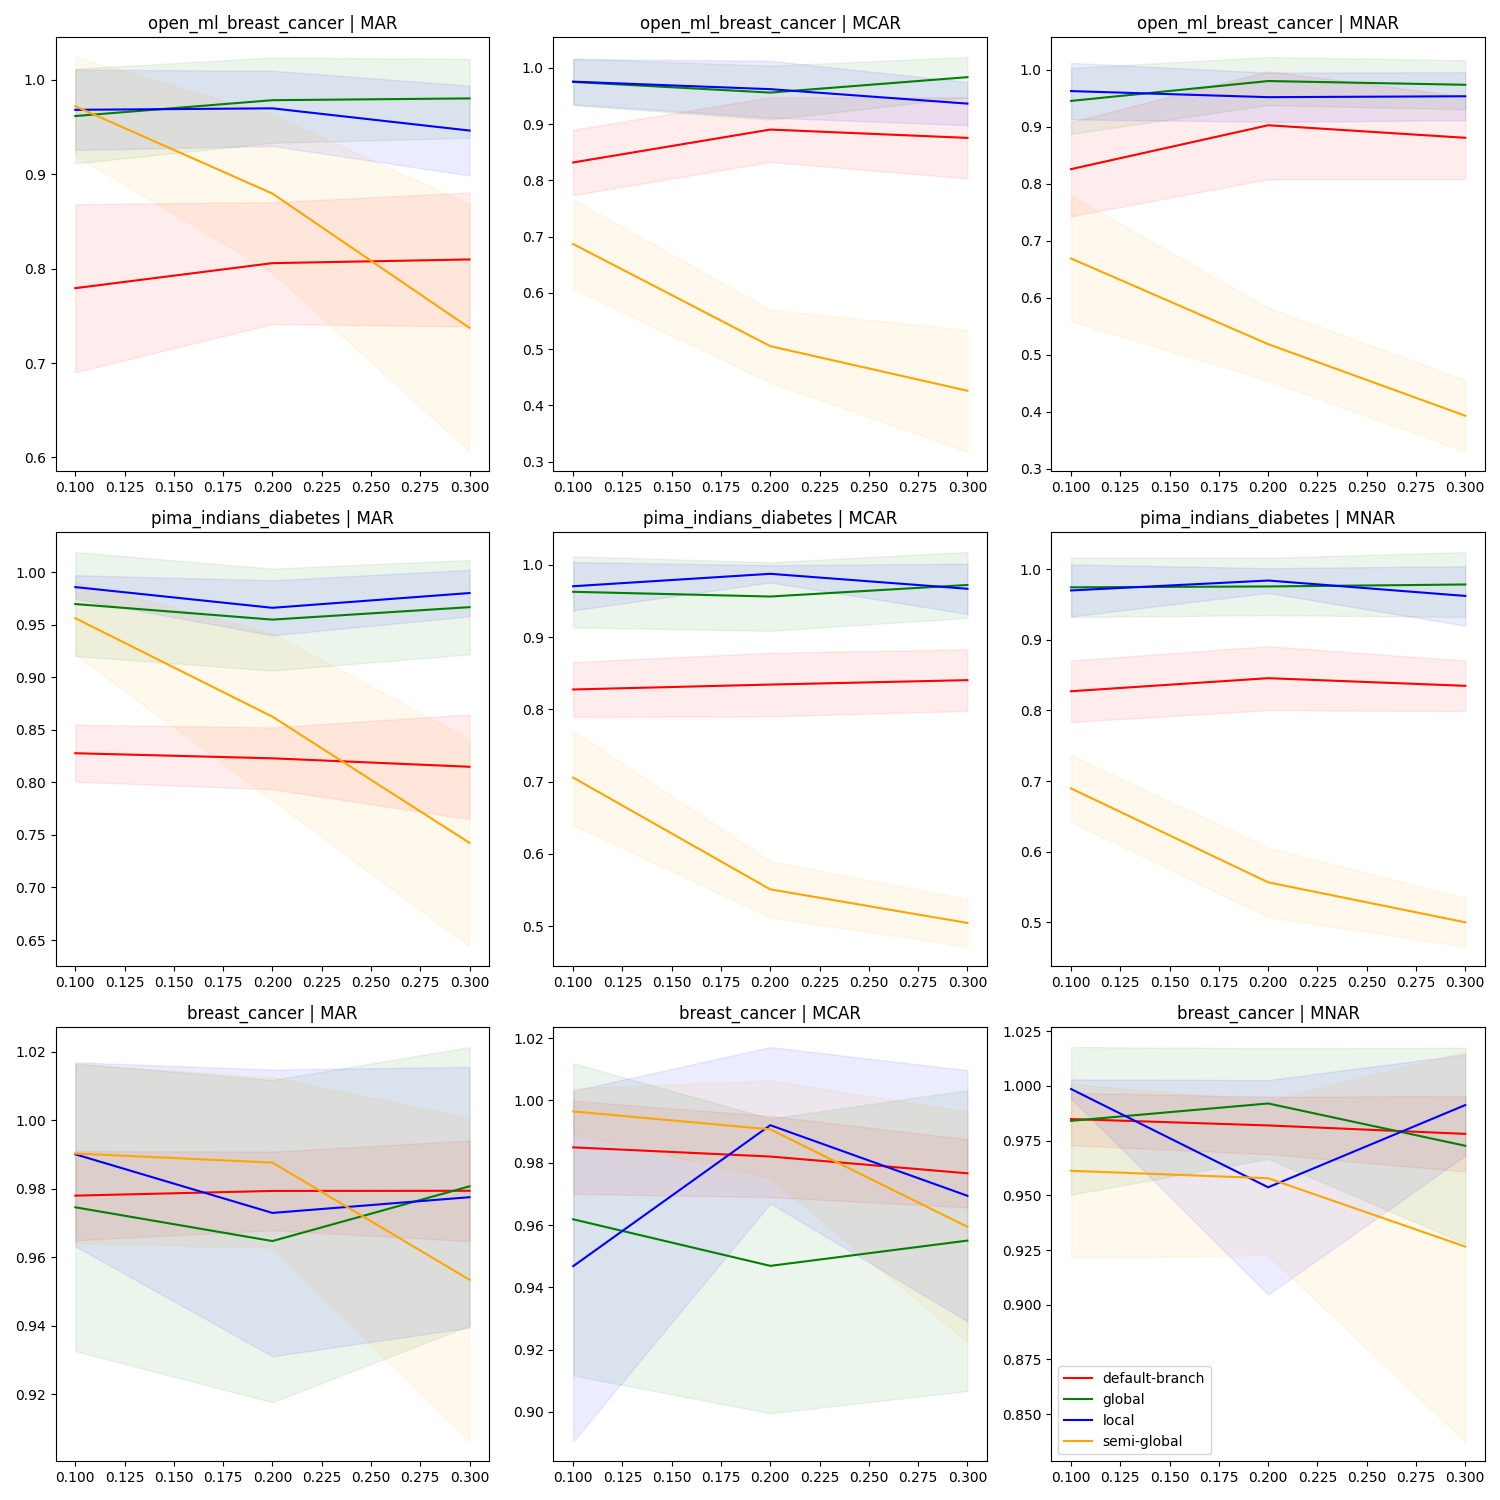 open_ml_breast_cancer | MAR
1.0
0.9
0.8
0.7
0.6
0.100 0.125 0.150 0.175 0.200 0.225 0.250 0.275 0.300
open_ml_breast_cancer | MCAR
1.0
0.9
0.8
0.7
0.6
0.5
0.4
0.3
0.100 0.125 0.150 0.175 0.200 0.225 0.250 0.275 0.300
open_ml_breast_cancer | MNAR
1.0
0.9
0.8
0.7
0.6
0.5
0.4
0.3
0.100 0.125 0.150 0.175 0.200 0.225 0.250 0.275 0.300
pima_indians_diabetes | MAR
1.00
0.95
0.90
0.85
0.80
0.75
0.70
0.65
0.100 0.125 0.150 0.175 0.200 0.225 0.250 0.275 0.300
pima_indians_diabetes | MCAR
1.0
0.9
0.8
0.7
0.6
0.5
0.100 0.125 0.150 0.175 0.200 0.225 0.250 0.275 0.300
pima_indians_diabetes | MNAR
1.0
0.9
0.8
0.7
0.6
0.5
0.100 0.125 0.150 0.175 0.200 0.225 0.250 0.275 0.300
breast_cancer | MAR
1.02
1.00
0.98
0.96
0.94
0.92
0.100 0.125 0.150 0.175 0.200 0.225 0.250 0.275 0.300
breast_cancer | MCAR
1.02
1.00
0.98
0.96
0.94
0.92
0.90
0.100 0.125 0.150 0.175 0.200 0.225 0.250 0.275 0.300
breast_cancer | MNAR
1.025
1.000
0.975
0.950
0.925
0.900
0.875
0.850
default-branch
global
local
semi-global
0.100 0.125 0.150 0.175 0.200 0.225 0.250 0.275 0.300